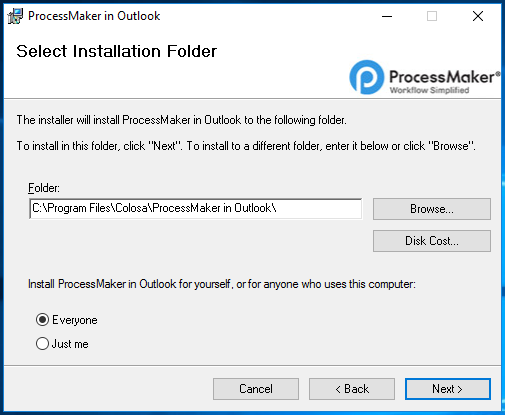 ProcessMaker in Outlook
Select Installation Folder
ProcessMaker®
Workflow Simplified
The installer will install ProcessMaker in Outlook to the following folder.
To install in this folder, click "Next". To install to a different folder, enter it below or click "Browse".
Folder:
C:\Program Files\Colosa\ProcessMaker in Outlook\
Browse...
Disk Cost...
Install ProcessMaker in Outlook for yourself, or for anyone who uses this computer:
Everyone
Just me
Cancel
< Back
Next >